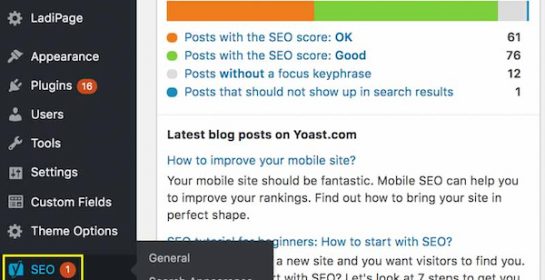 LadiPage
Appearance
Plugins 16
Users
Tools
Settings
Custom Fields
Theme Options
SEO 1
General
Search Appearance
Posts with the SEO score: OK 61
Posts with the SEO score: Good 76
Posts without a focus keyphrase 12
Posts that should not show up in search results 1
Latest blog posts on Yoast.com
How to improve your mobile site?
Your mobile site should be fantastic. Mobile SEO can help you
to improve your rankings. Find out how to bring your site in
perfect shape.
SEO tutorial for beginners: How to start with SEO?
a new site and you want visitors to find you.
art with SEO? Let's look at 7 steps to get you